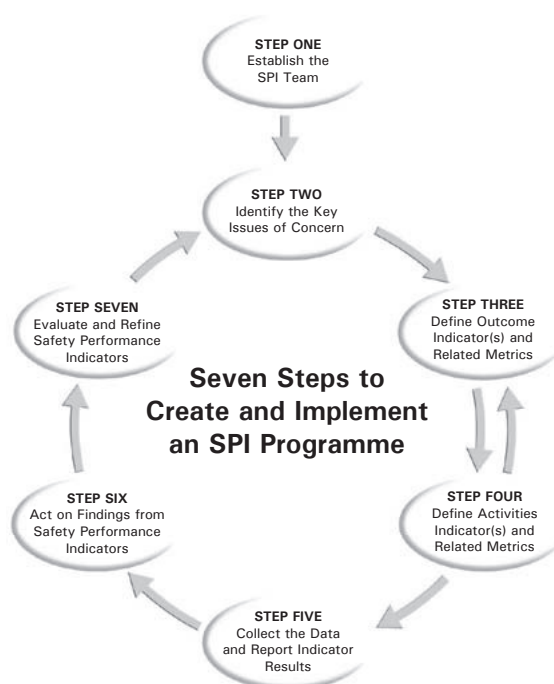 STEP ONE
Establish the
SPI Team
STEP TWO
Identify the Key
Issues of Concern
STEP THREE
Define Outcome
Indicator(s) and
Related Metrics
STEP FOUR
Define Activities
Indicator(s) and
Related Metrics
STEP FIVE
Collect the Data
and Report Indicator
Results
STEP SIX
Act on Findings from
Safety Performance
Indicators
STEP SEVEN
Evaluate and Refine
Safety Performance
Indicators
Seven Steps to
Create and Implement
an SPI Programme